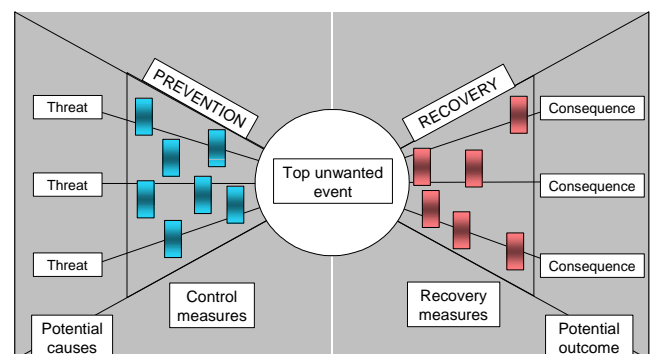 PREVENTION
RECOVERY
Threat
Consequence
Top unwanted
event
Threat
Consequence
Threat
Consequence
Control
measures
Recovery
measures
Potential
causes
Potential
outcome